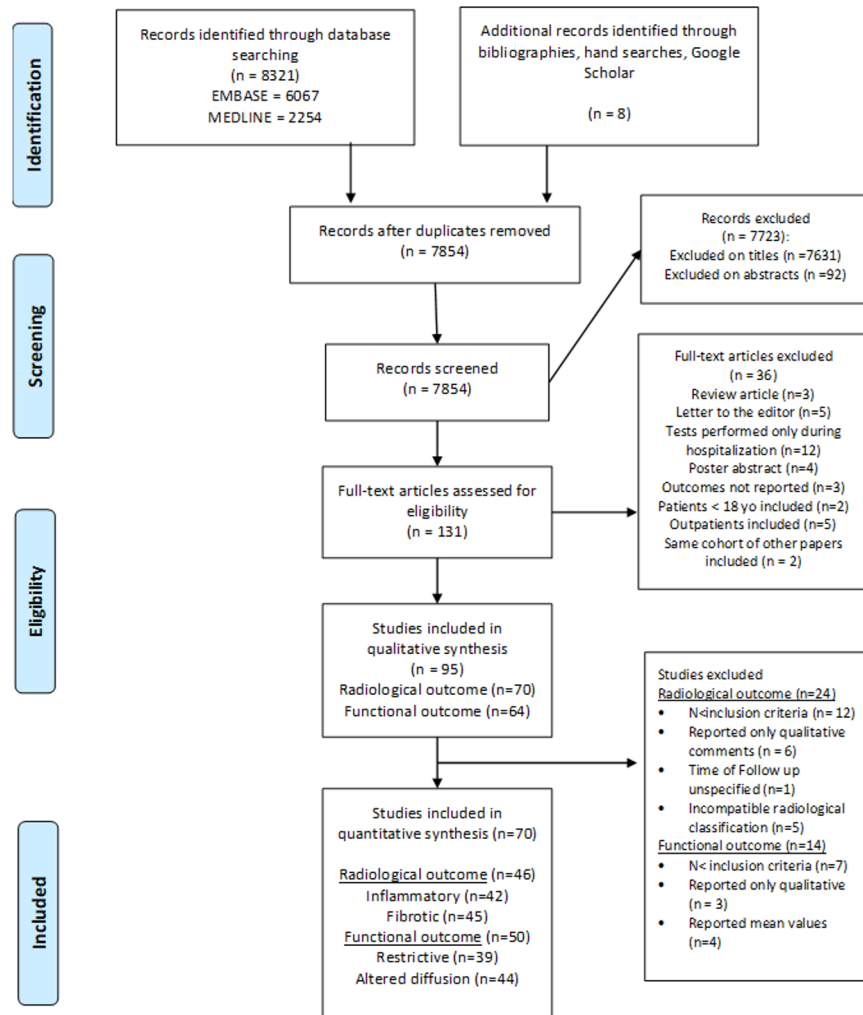 Identification
Records identified through database
searching
(n = 8321)
EMBASE = 6067
MEDLINE = 2254
Additional records identified through
bibliographies, hand searches, Google
Scholar
(n = 8)
Records after duplicates removed
(n = 7854)
Records excluded
(n = 7723):
Excluded on titles (n =7631)
Excluded on abstracts (n=92)
Screening
Records screened
(n = 7854)
Full-text articles excluded
(n = 36)
Review article (n=3)
Letter to the editor (n=5)
Tests performed only during
hospitalization (n=12)
Poster abstract (n=4)
Outcomes not reported (n=3)
Patients < 18 yo included (n=2)
Outpatients included (n=5)
Same cohort of other papers
included (n = 2)
Eligibility
Full-text articles assessed for
eligibility
(n = 131)
Studies included in
qualitative synthesis
(n = 95)
Radiological outcome (n=70)
Functional outcome (n=64)
Studies excluded
Radiological outcome (n=24)
• N<inclusion criteria (n= 12)
• Reported only qualitative
comments (n = 6)
• Time of Follow up
unspecified (n=1)
• Incompatible radiological
classification (n=5)
Functional outcome (n=14)
• N< inclusion criteria (n=7)
• Reported only qualitative
(n = 3)
• Reported mean values
(n=4)
Included
Studies included in
quantitative synthesis (n=70)
Radiological outcome (n=46)
Inflammatory (n=42)
Fibrotic (n=45)
Functional outcome (n=50)
Restrictive (n=39)
Altered diffusion (n=44)